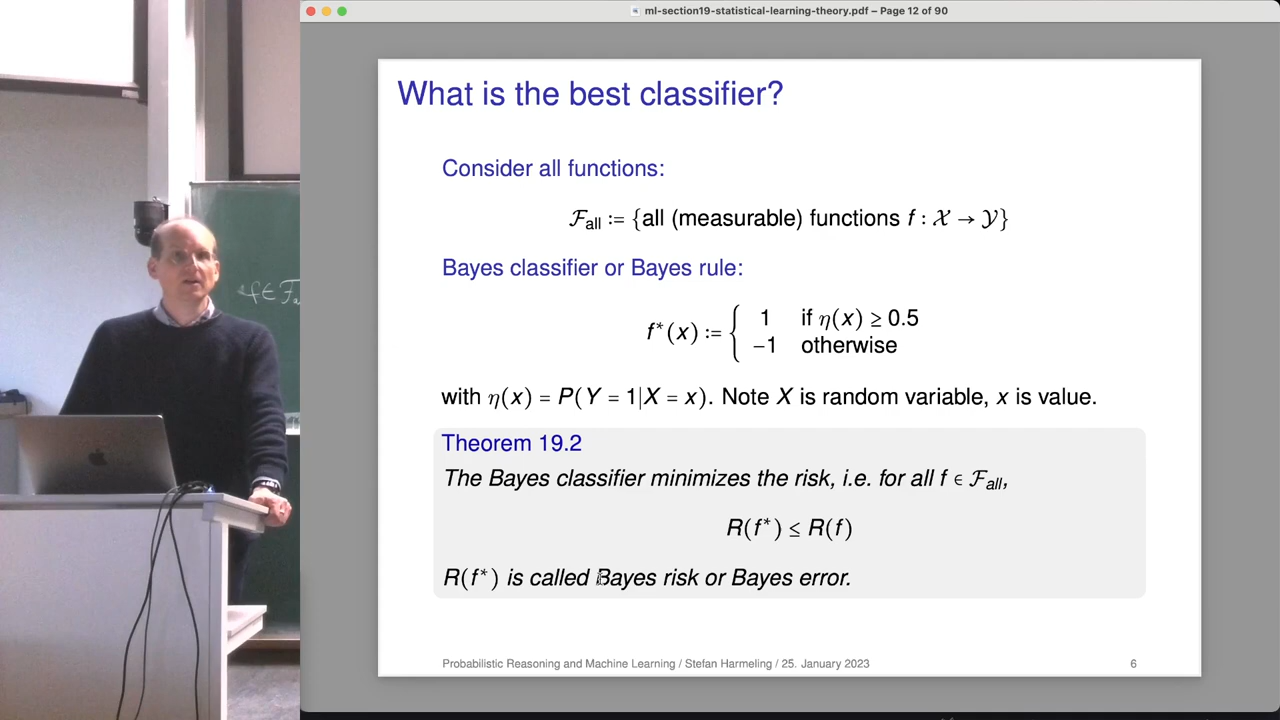 ml-section19-statistical-learning-theory.pdf – Page 12 of 90
What is the best classifier?
Consider all functions:
ℱall ≔ {all (measurable) functions f : 𝒳 → 𝒴}
Bayes classifier or Bayes rule:
f*(x) ≔ { 1 if η(x) ≥ 0.5
−1 otherwise
with η(x) = P(Y = 1|X = x). Note X is random variable, x is value.
Theorem 19.2
The Bayes classifier minimizes the risk, i.e. for all f ∈ ℱall,
R(f*) ≤ R(f)
R(f*) is called Bayes risk or Bayes error.
Probabilistic Reasoning and Machine Learning / Stefan Harmeling / 25. January 2023
6